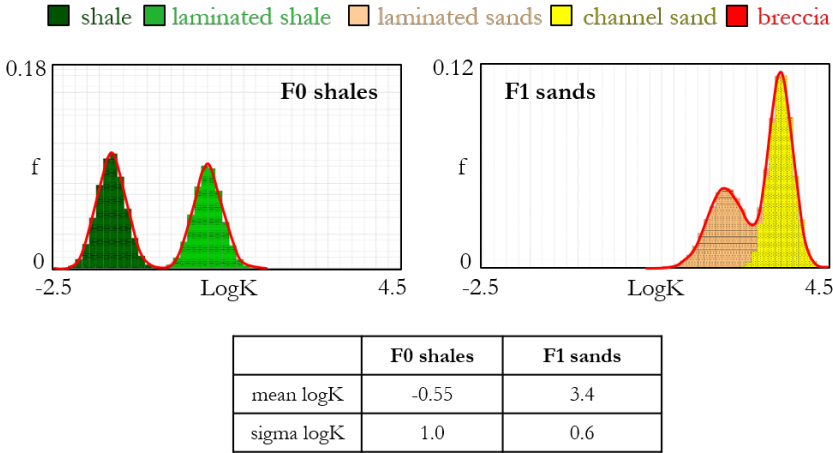 shale laminated shale laminated sands channel sand breccia
0.18 F0 shales
f
0
-2.5 LogK 4.5
0.12 F1 sands
f
0
-2.5 LogK 4.5
F0 shales F1 sands
mean logK -0.55 3.4
sigma logK 1.0 0.6